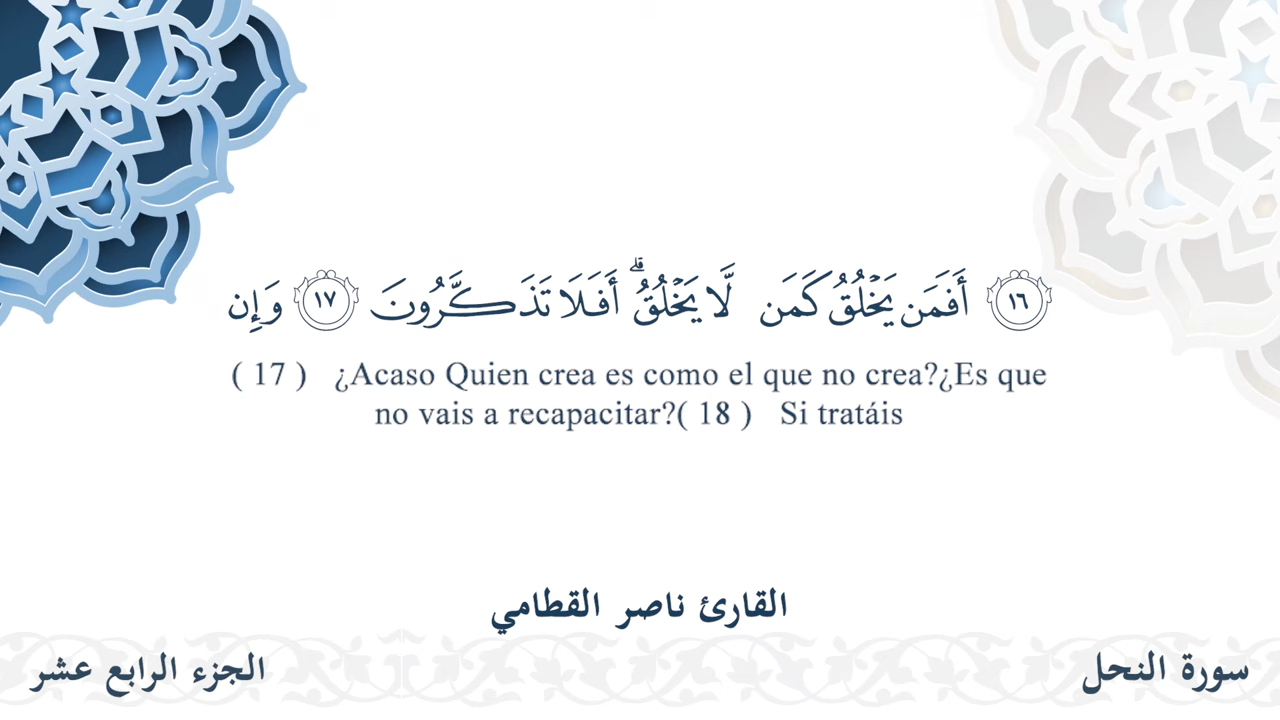 ١٦ أَفَمَن يَخْلُقُ كَمَن لَّا يَخْلُقُ ۗ أَفَلَا تَذَكَّرُونَ ١٧ وَإِن
( 17 ) ¿Acaso Quien crea es como el que no crea?¿Es que
no vais a recapacitar?( 18 ) Si tratáis
القارئ ناصر القطامي
سورة النحل
الجزء الرابع عشر